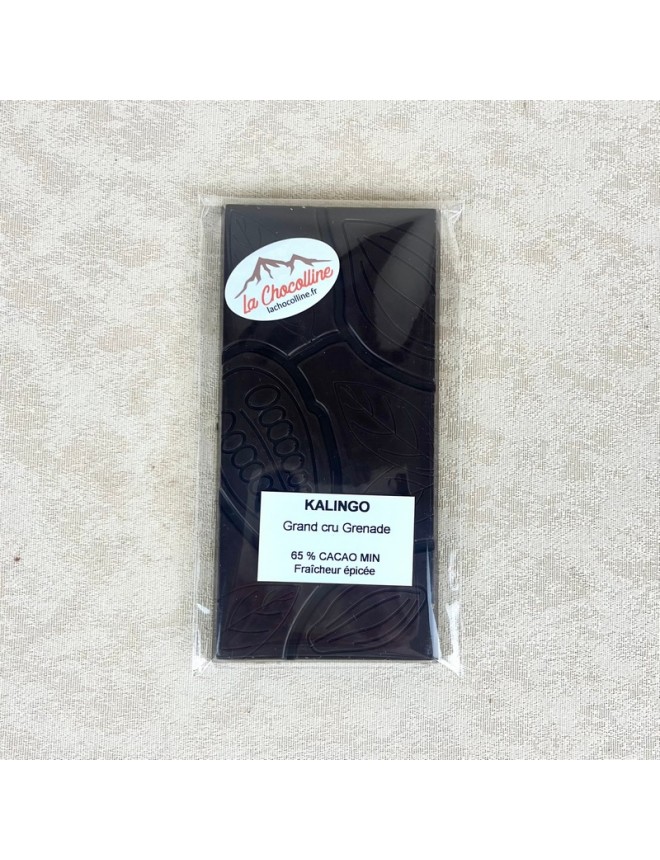 La Chocolline
lachocolline.fr
KALINGO
Grand cru Grenade
65 % CACAO MIN
Fraîcheur épicée